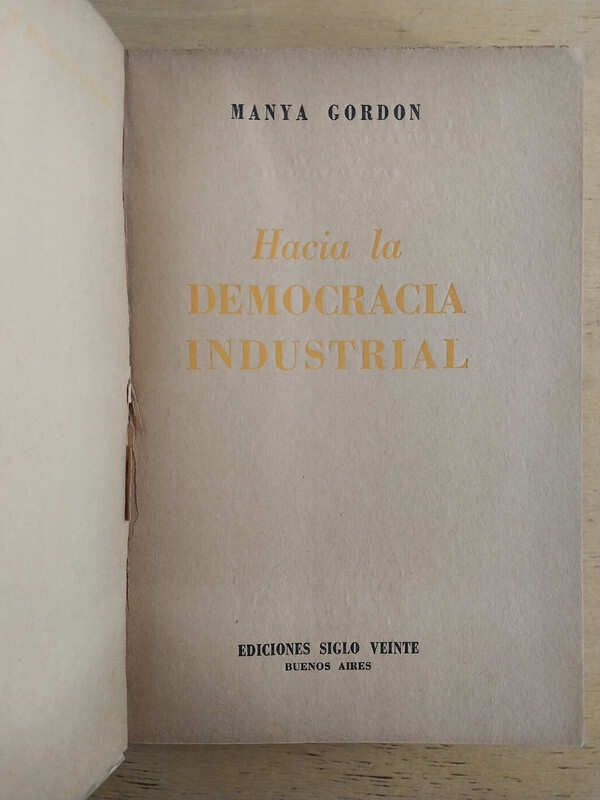 MANYA GORDON
Hacia la
DEMOCRACIA
INDUSTRIAL
EDICIONES SIGLO VEINTE
BUENOS AIRES